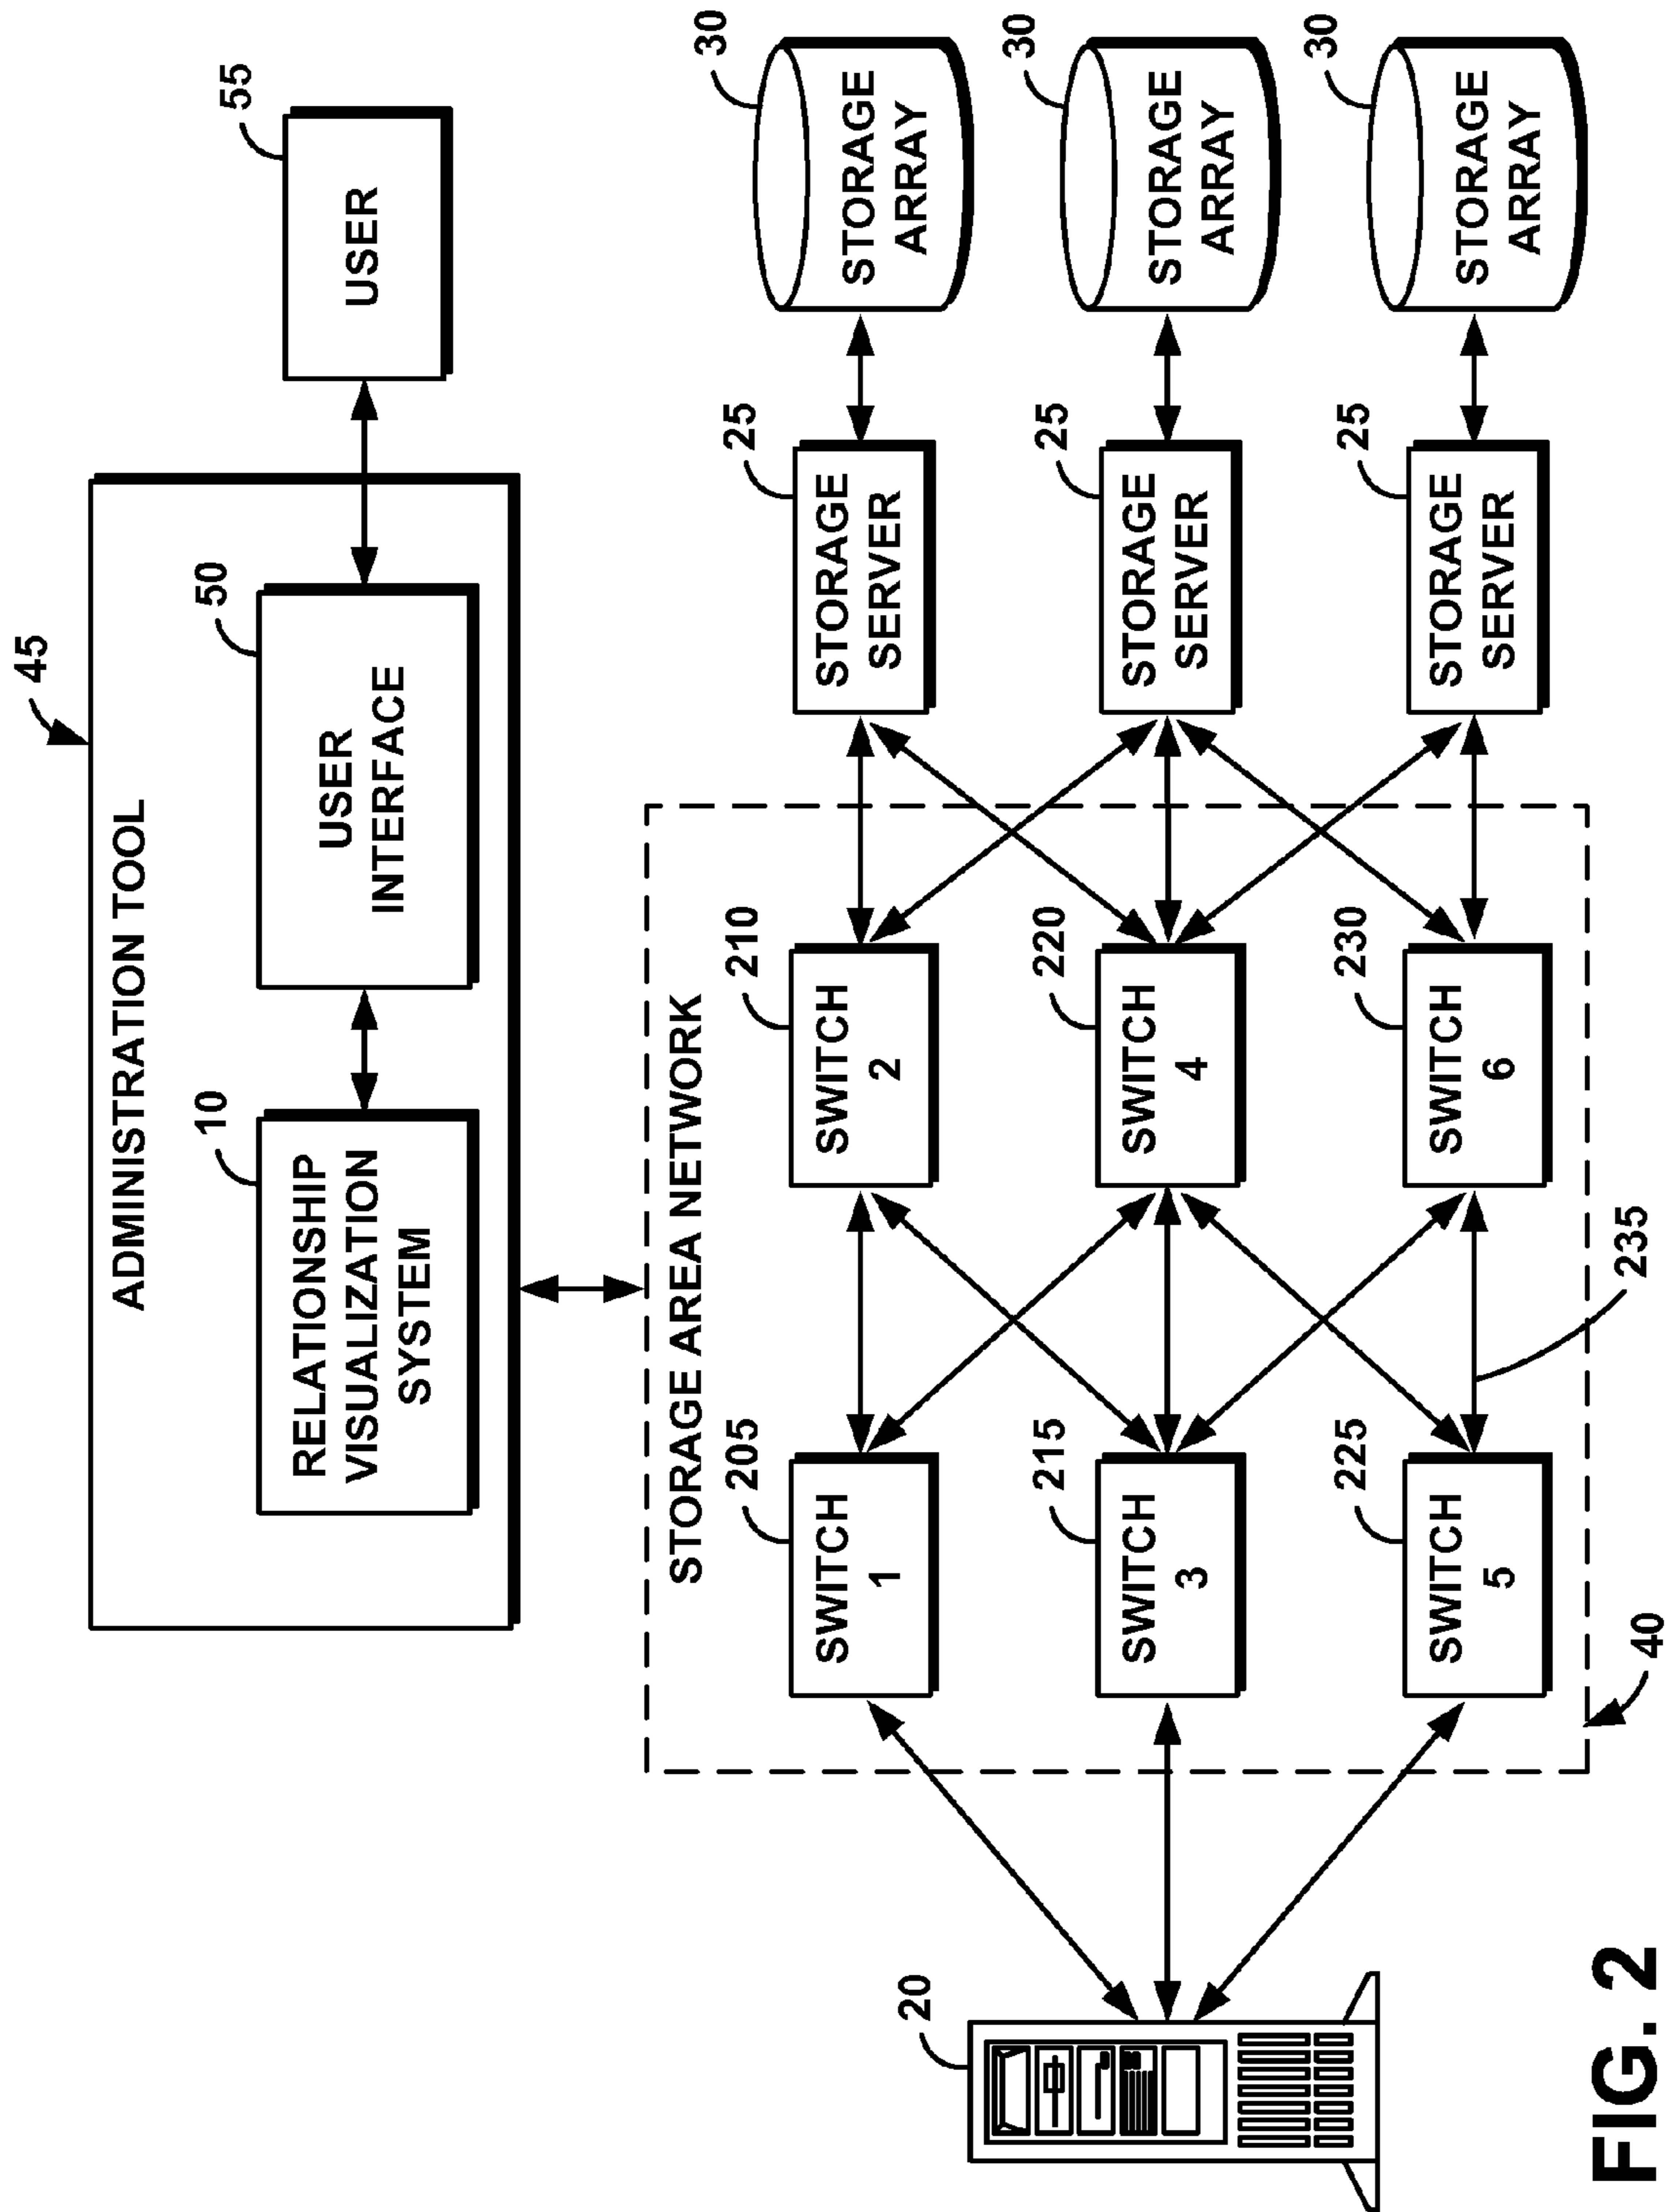 45
ADMINISTRATION TOOL
10
RELATIONSHIP
VISUALIZATION
SYSTEM
50
USER
INTERFACE
55
USER
STORAGE AREA NETWORK
20
205
SWITCH
1
210
SWITCH
2
25
STORAGE
SERVER
30
STORAGE
ARRAY
215
SWITCH
3
220
SWITCH
4
25
STORAGE
SERVER
30
STORAGE
ARRAY
225
SWITCH
5
230
SWITCH
6
25
STORAGE
SERVER
30
STORAGE
ARRAY
235
40
FIG. 2